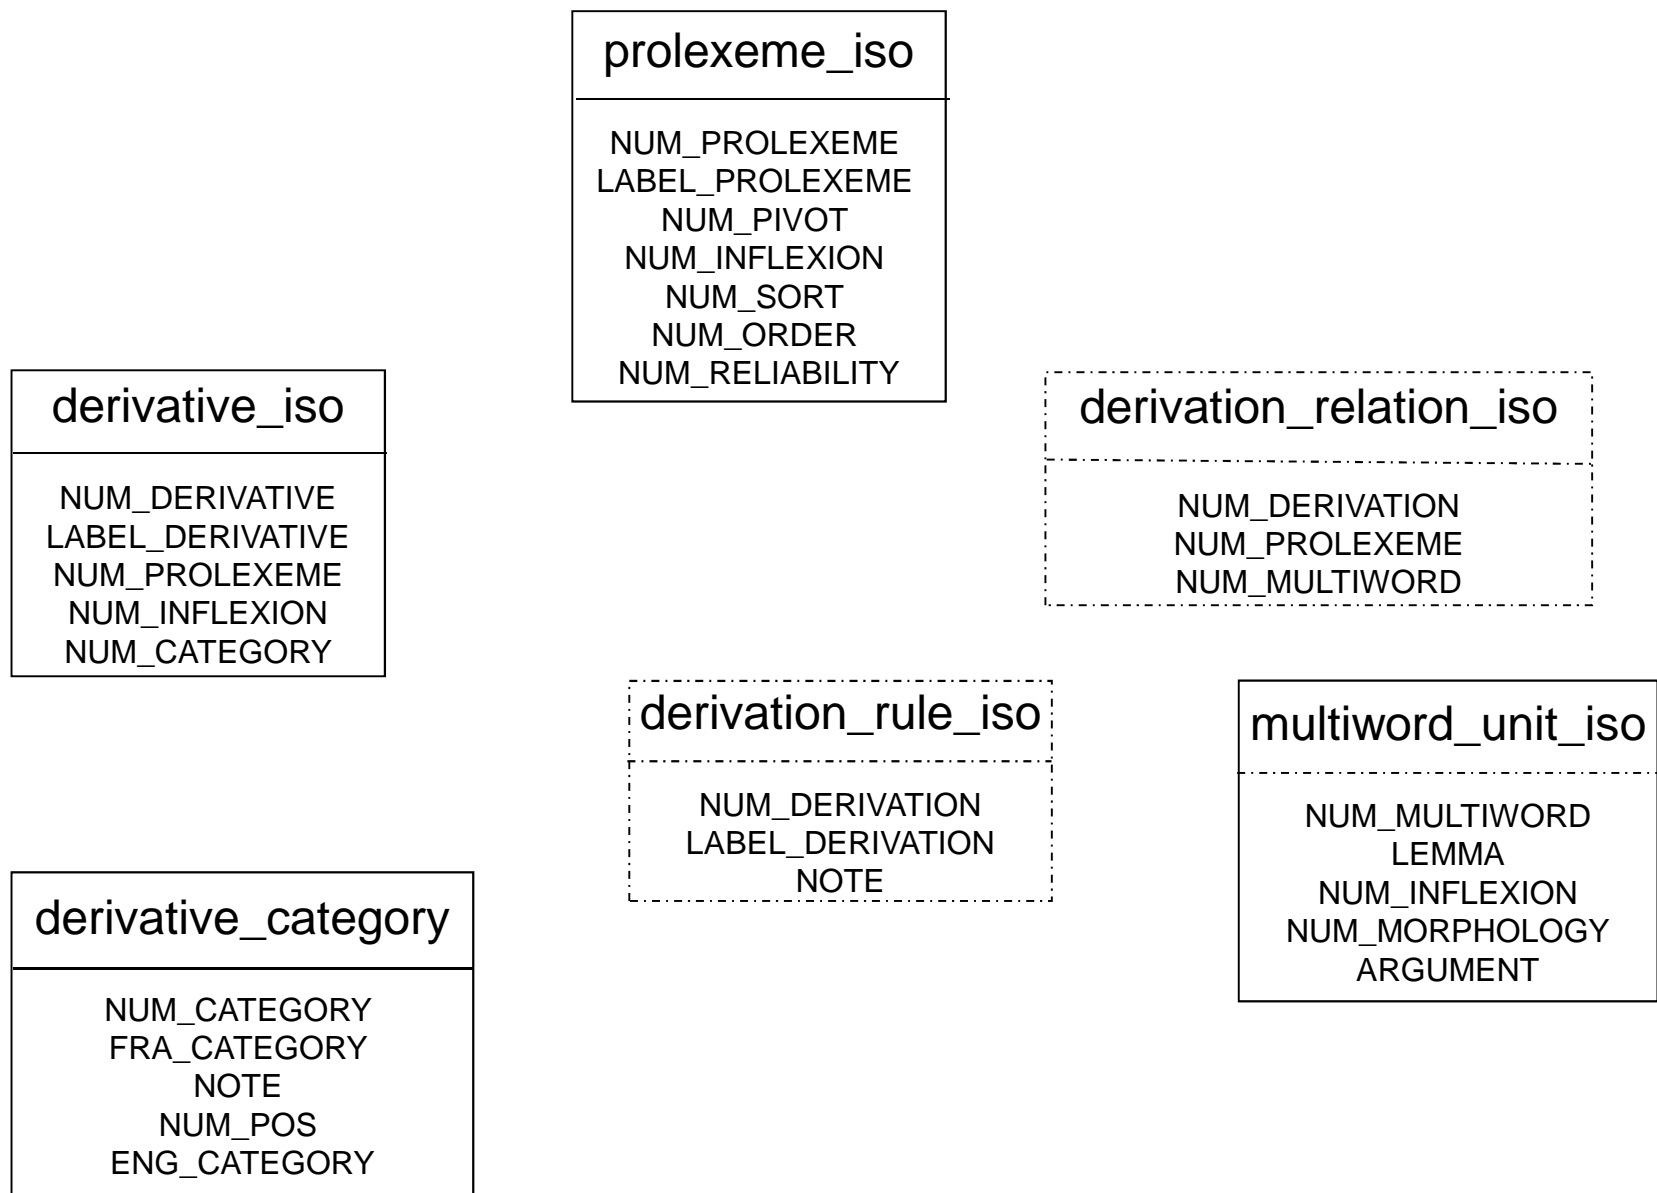 prolexeme_iso
NUM_PROLEXEME
LABEL_PROLEXEME
NUM_PIVOT
NUM_INFLEXION
NUM_SORT
NUM_ORDER
NUM_RELIABILITY
derivative_iso
NUM_DERIVATIVE
LABEL_DERIVATIVE
NUM_PROLEXEME
NUM_INFLEXION
NUM_CATEGORY
derivation_relation_iso
NUM_DERIVATION
NUM_PROLEXEME
NUM_MULTIWORD
derivation_rule_iso
NUM_DERIVATION
LABEL_DERIVATION
NOTE
multiword_unit_iso
NUM_MULTIWORD
LEMMA
NUM_INFLEXION
NUM_MORPHOLOGY
ARGUMENT
derivative_category
NUM_CATEGORY
FRA_CATEGORY
NOTE
NUM_POS
ENG_CATEGORY